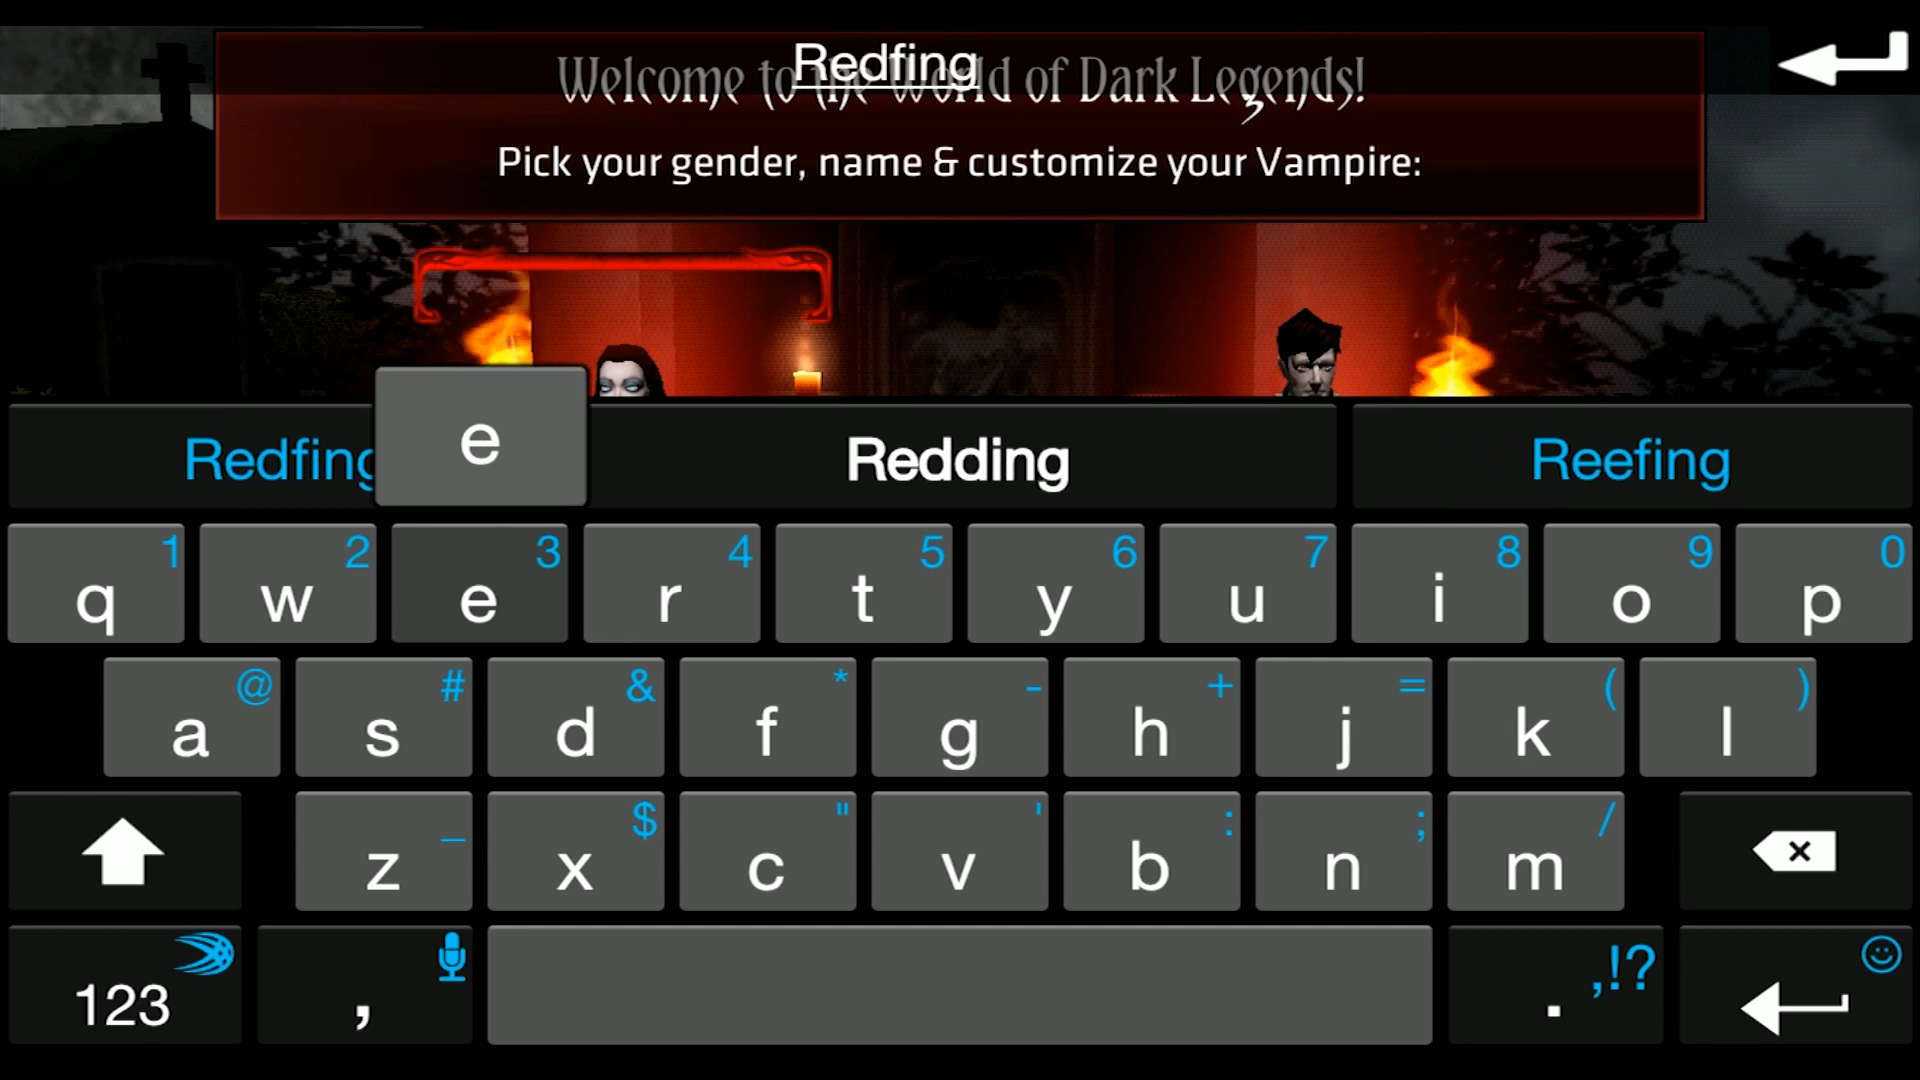 Redfing
Welcome to the World of Dark Legends!
Pick your gender, name & customize your Vampire:
e
Redfing Redding Reefing
1 2 3 4 5 6 7 8 9 0
q w e r t y u i o p
@ # & * - + = ( )
a s d f g h j k l
_ $ " ' : ; /
z x c v b n m
123 , . ,!?